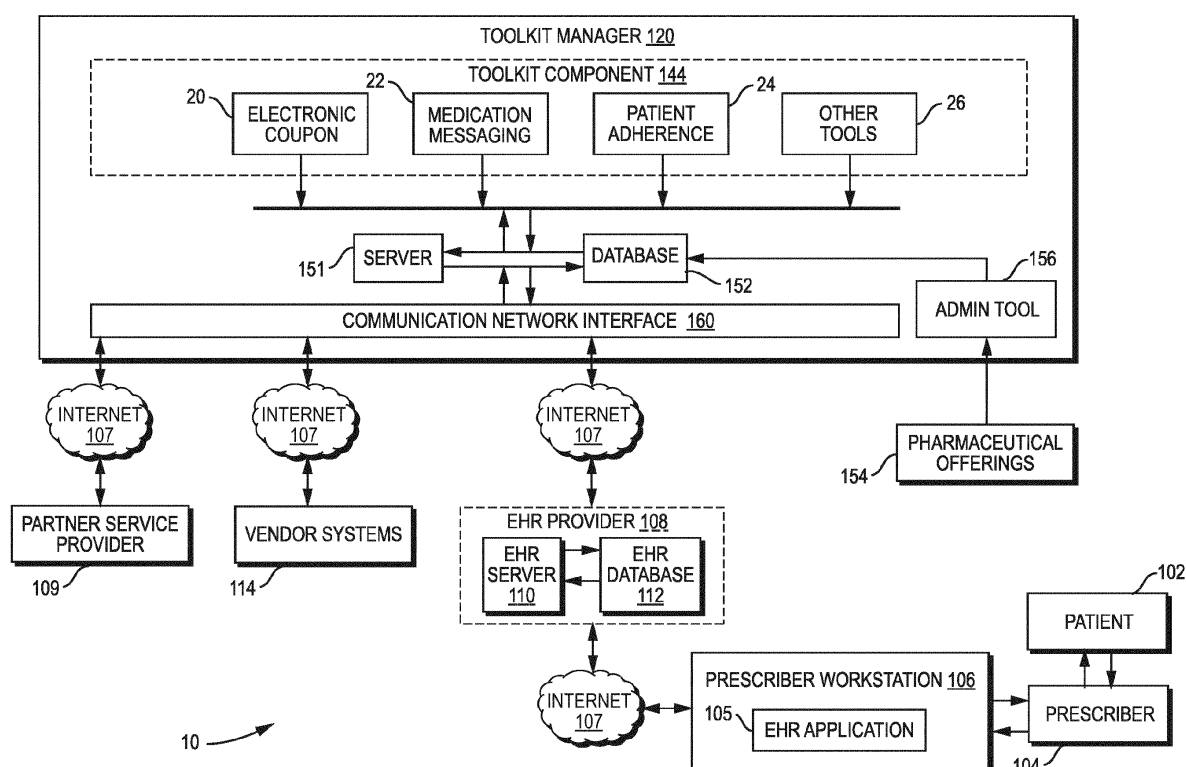 TOOLKIT MANAGER 120
TOOLKIT COMPONENT 144
20
ELECTRONIC
COUPON
22
MEDICATION
MESSAGING
PATIENT
ADHERENCE
24
OTHER
TOOLS
26
151
SERVER
DATABASE
152
156
ADMIN TOOL
COMMUNICATION NETWORK INTERFACE 160
INTERNET
107
INTERNET
107
INTERNET
107
PHARMACEUTICAL
OFFERINGS
154
PARTNER SERVICE
PROVIDER
109
VENDOR SYSTEMS
114
EHR PROVIDER 108
EHR
SERVER
110
EHR
DATABASE
112
102
PATIENT
INTERNET
107
PRESCRIBER WORKSTATION 106
105
EHR APPLICATION
PRESCRIBER
104
10